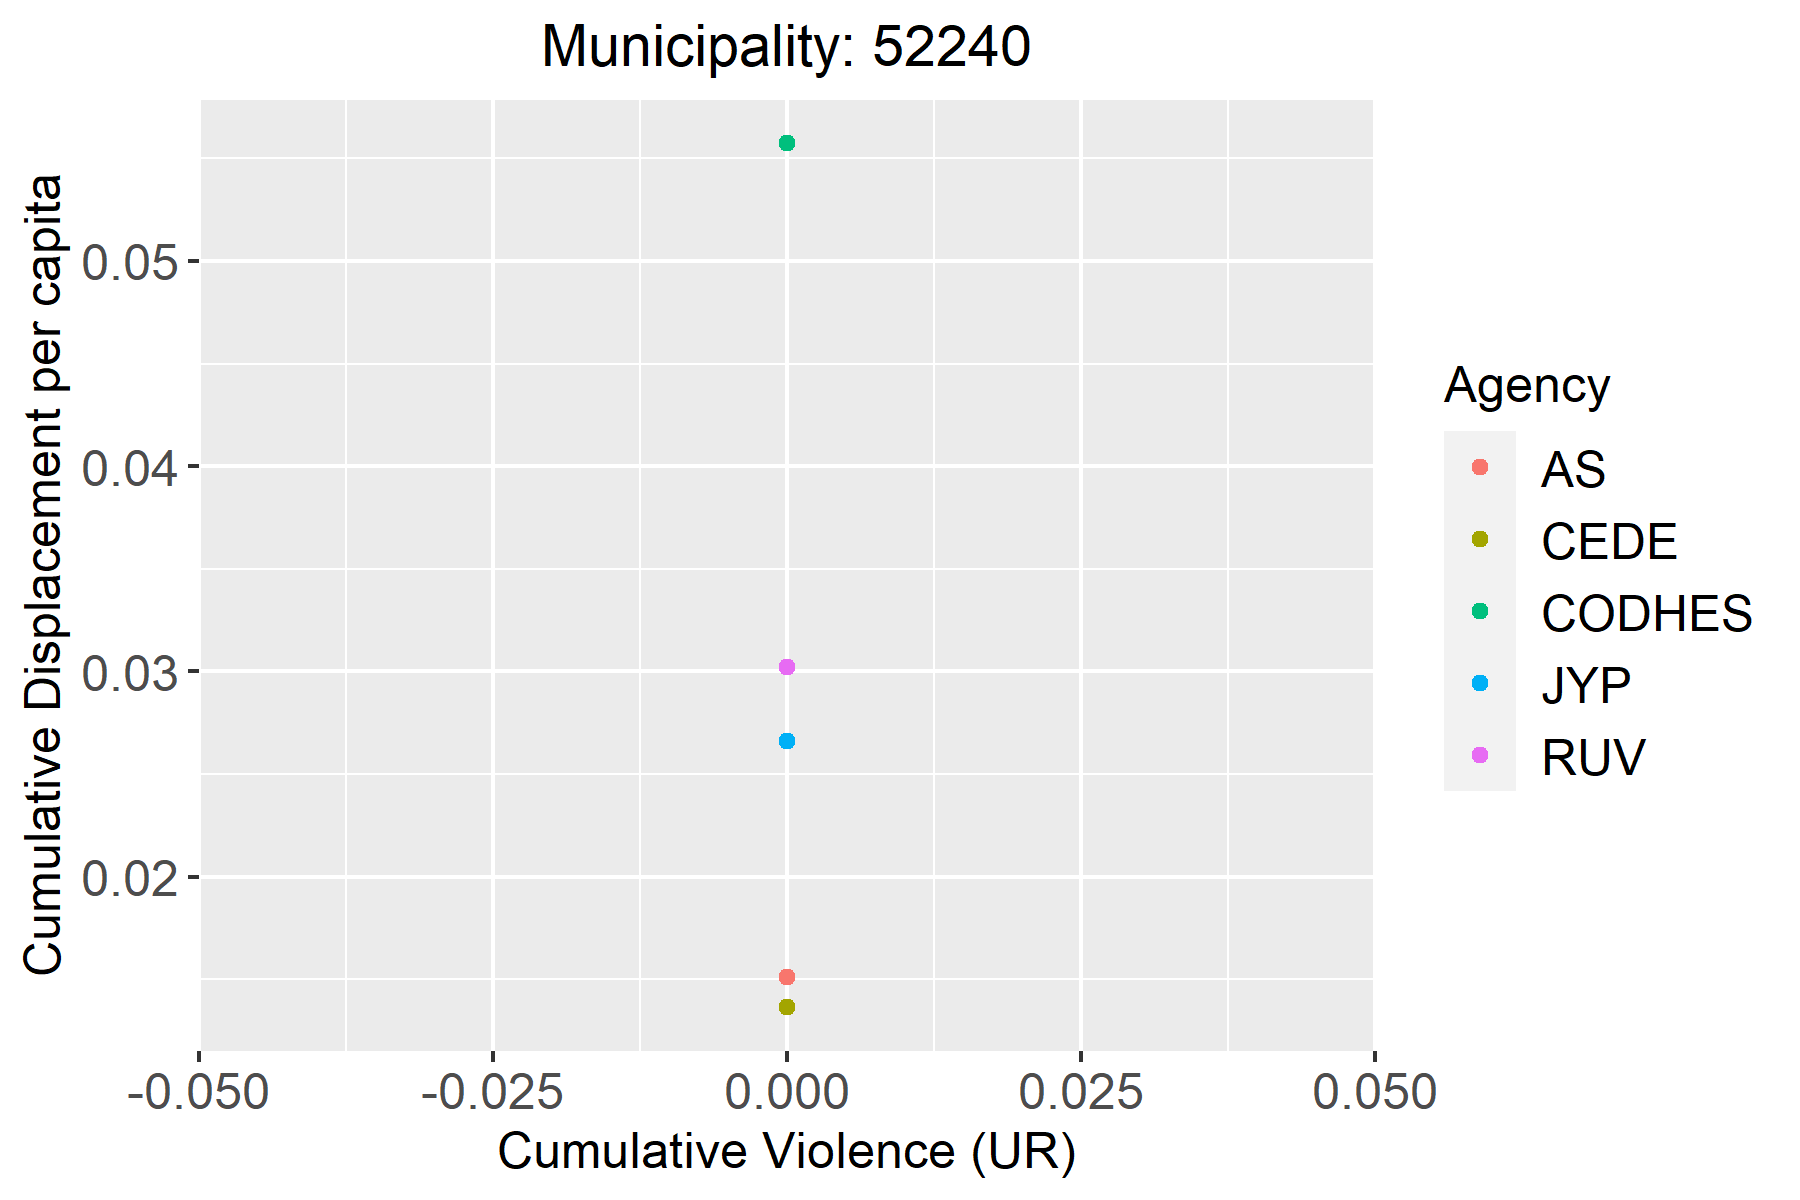 Municipality: 52240
Cumulative Displacement per capita
0.05
0.04
0.03
0.02
-0.050 -0.025 0.000 0.025 0.050
Cumulative Violence (UR)
Agency
AS
CEDE
CODHES
JYP
RUV